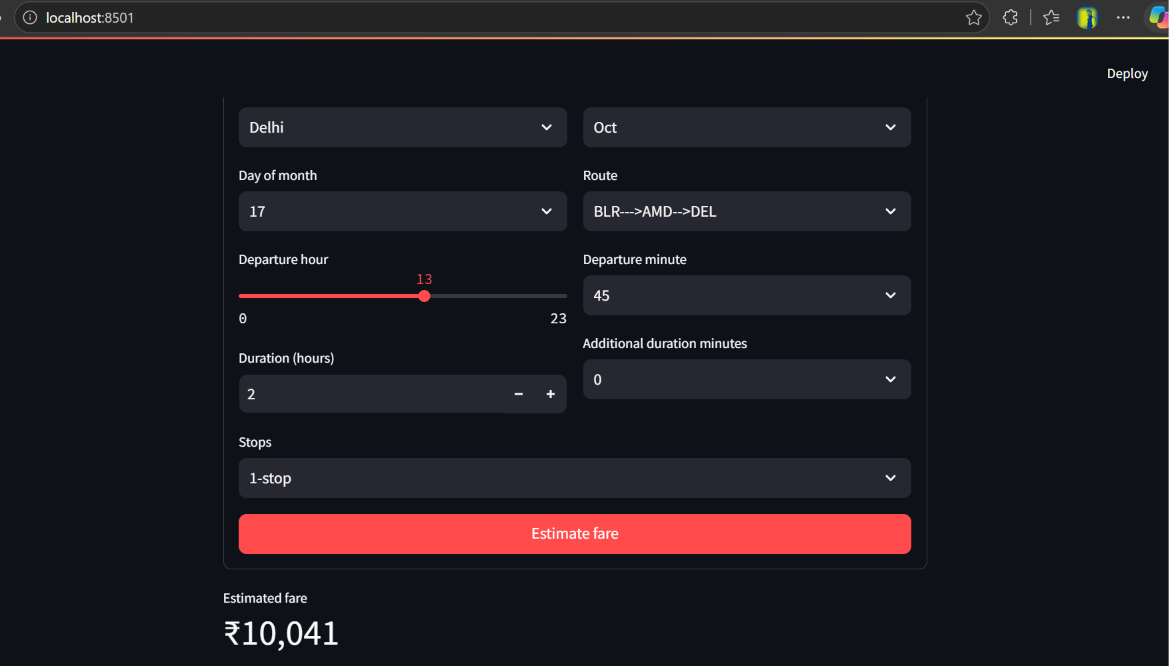 localhost:8501
Deploy
Delhi
Oct
Day of month
Route
17
BLR--->AMD-->DEL
Departure hour
Departure minute
13
45
0
23
Additional duration minutes
Duration (hours)
0
2
Stops
1-stop
Estimate fare
Estimated fare
₹10,041